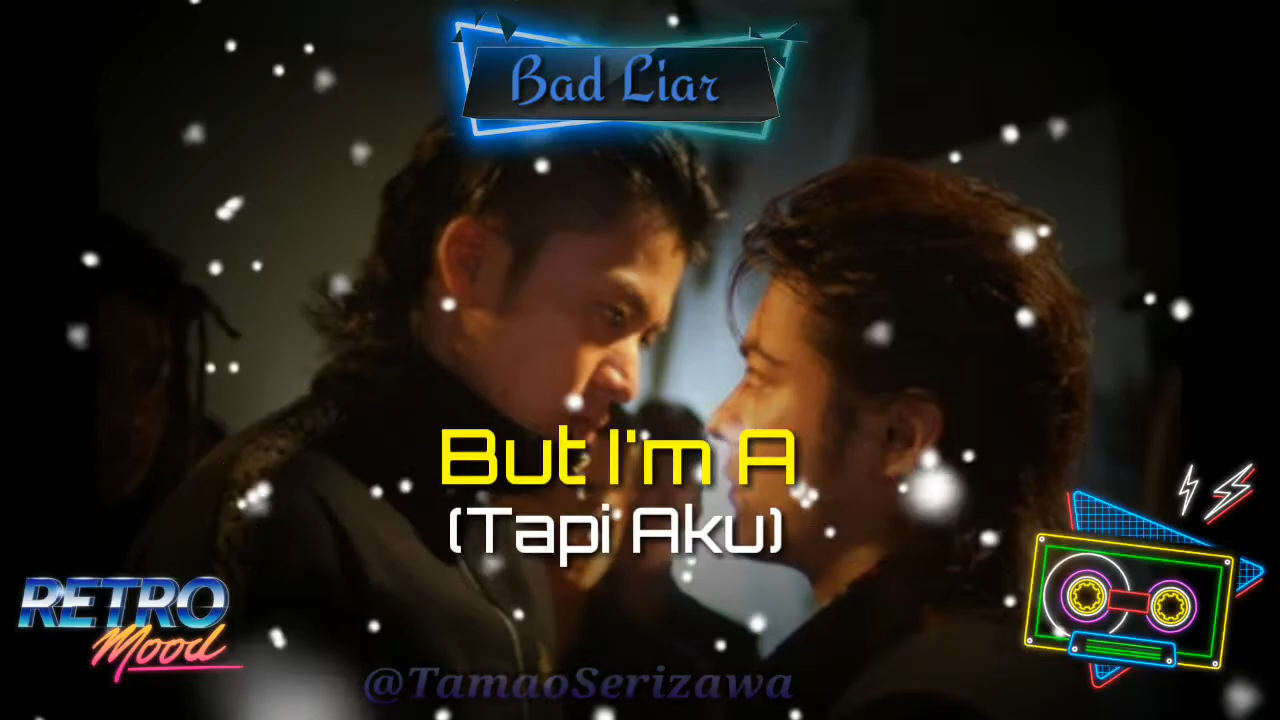 Bad Liar
But I'm A
(Tapi Aku)
RETRO
Mood
@TamaoSerizawa